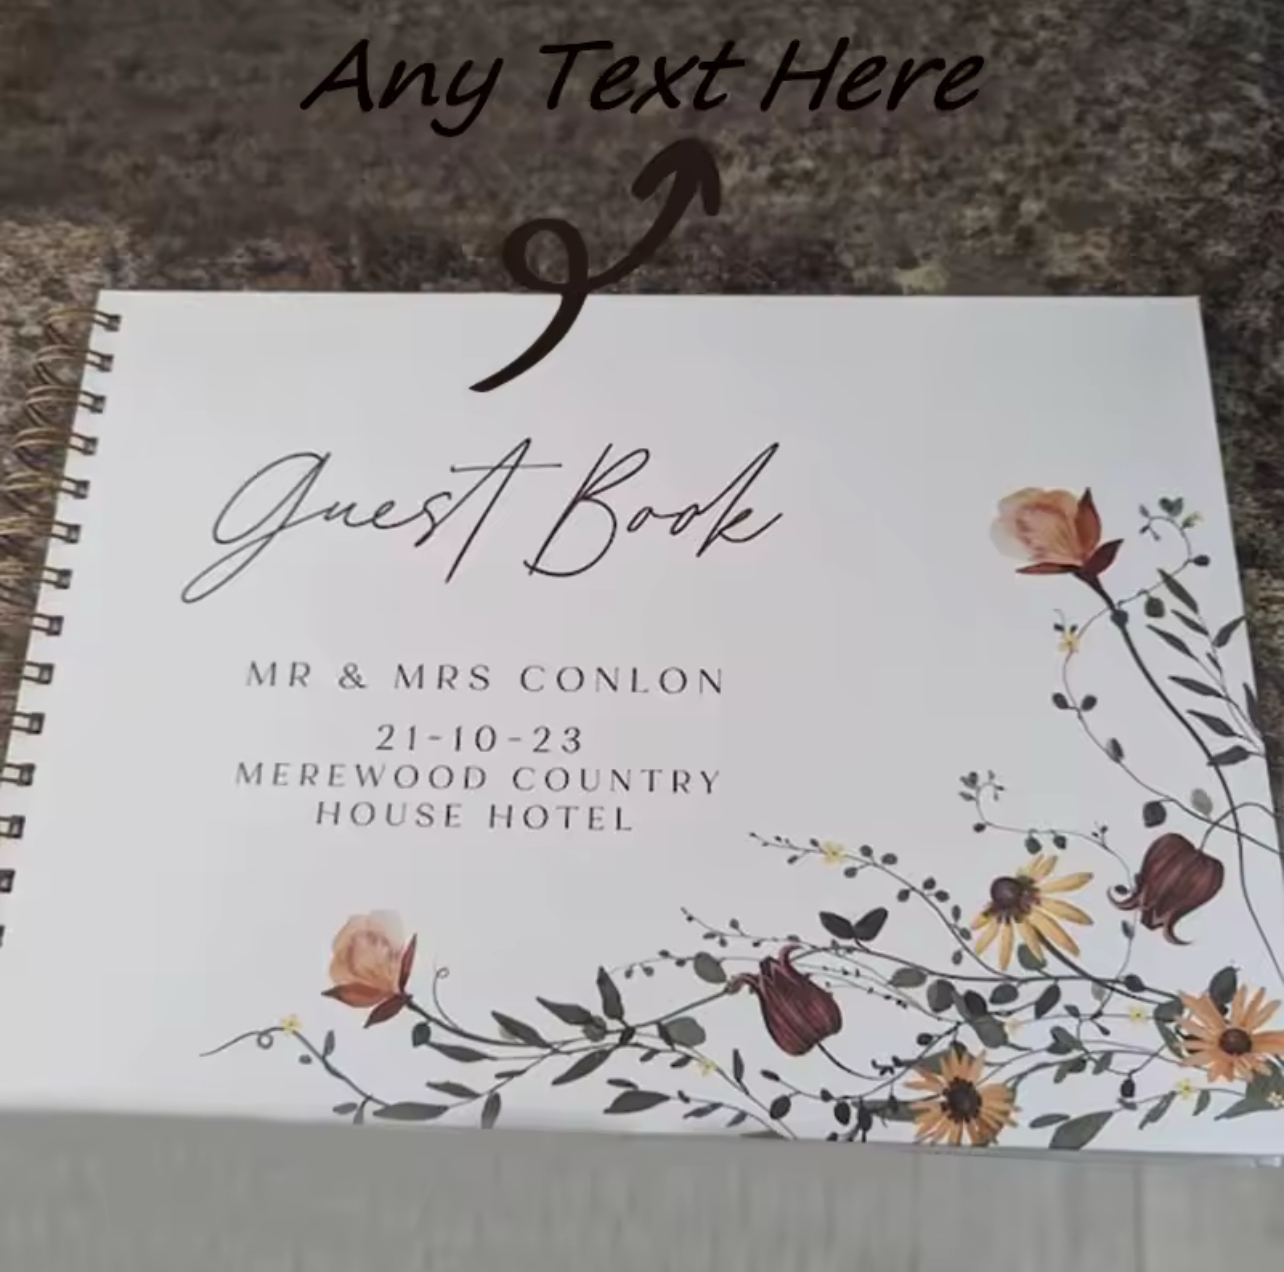 Any Text Here
Guest Book
MR & MRS CONLON
21-10-23
MEREWOOD COUNTRY
HOUSE HOTEL